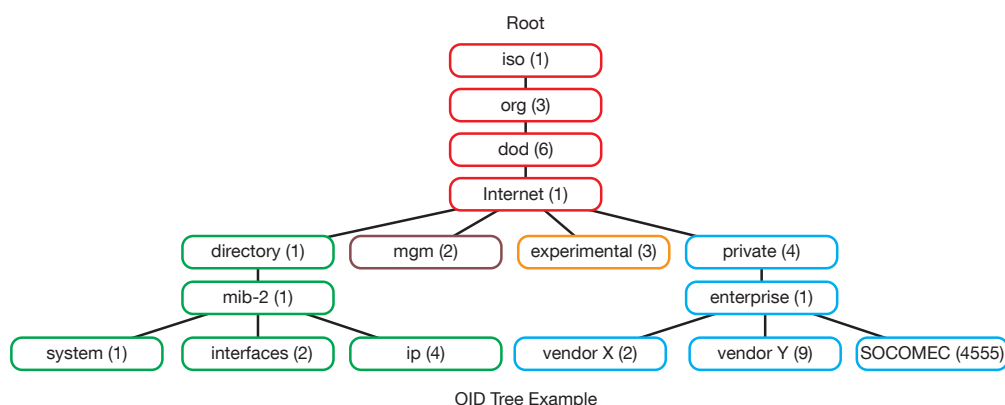 Root
iso (1)
org (3)
dod (6)
Internet (1)
directory (1)
mgm (2)
experimental (3)
private (4)
mib-2 (1)
enterprise (1)
system (1)
interfaces (2)
ip (4)
vendor X (2)
vendor Y (9)
SOCOMEC (4555)
OID Tree Example